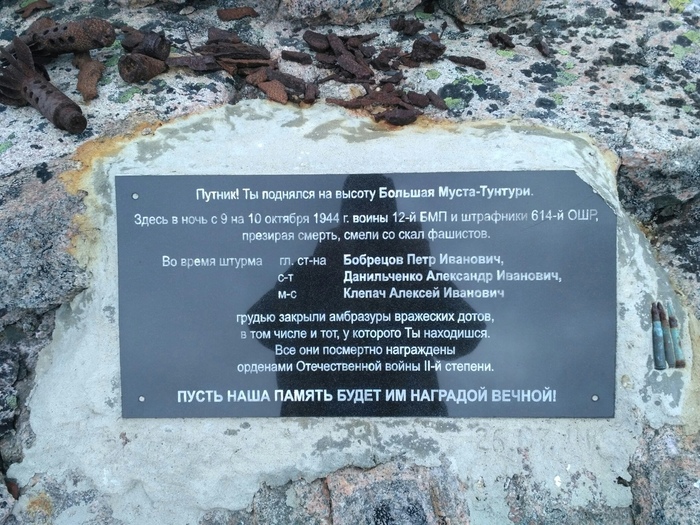 Путник! Ты поднялся на высоту Большая Муста-Тунтури.
Здесь в ночь с 9 на 10 октября 1944 г. воины 12-й БМП и штрафники 614-й ОШР,
презирая смерть, смели со скал фашистов.
Во время штурма гл. ст-на Бобрецов Петр Иванович,
с-т Данильченко Александр Иванович,
м-с Клепач Алексей Иванович
грудью закрыли амбразуры вражеских дотов,
в том числе и тот, у которого Ты находишся.
Все они посмертно награждены
орденами Отечественной войны II-й степени.
ПУСТЬ НАША ПАМЯТЬ БУДЕТ ИМ НАГРАДОЙ ВЕЧНОЙ!